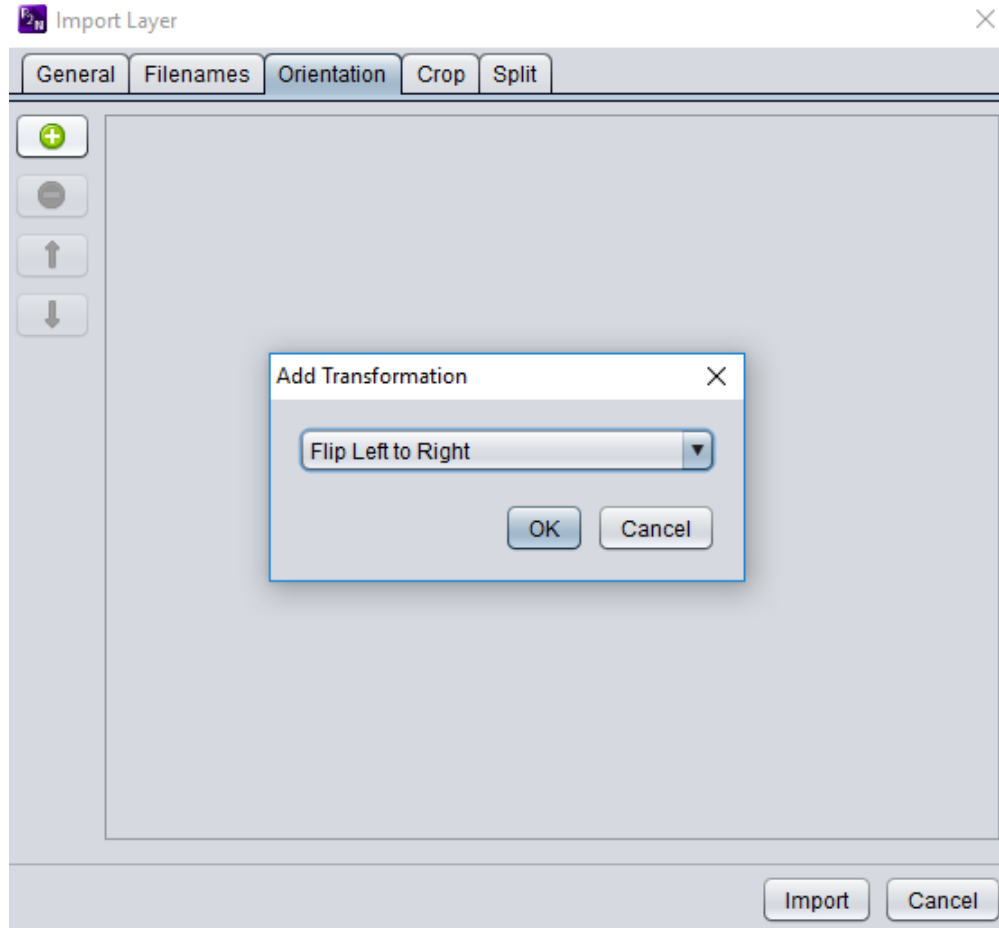 Import Layer
General Filenames Orientation Crop Split
Add Transformation
Flip Left to Right
OK Cancel
Import Cancel